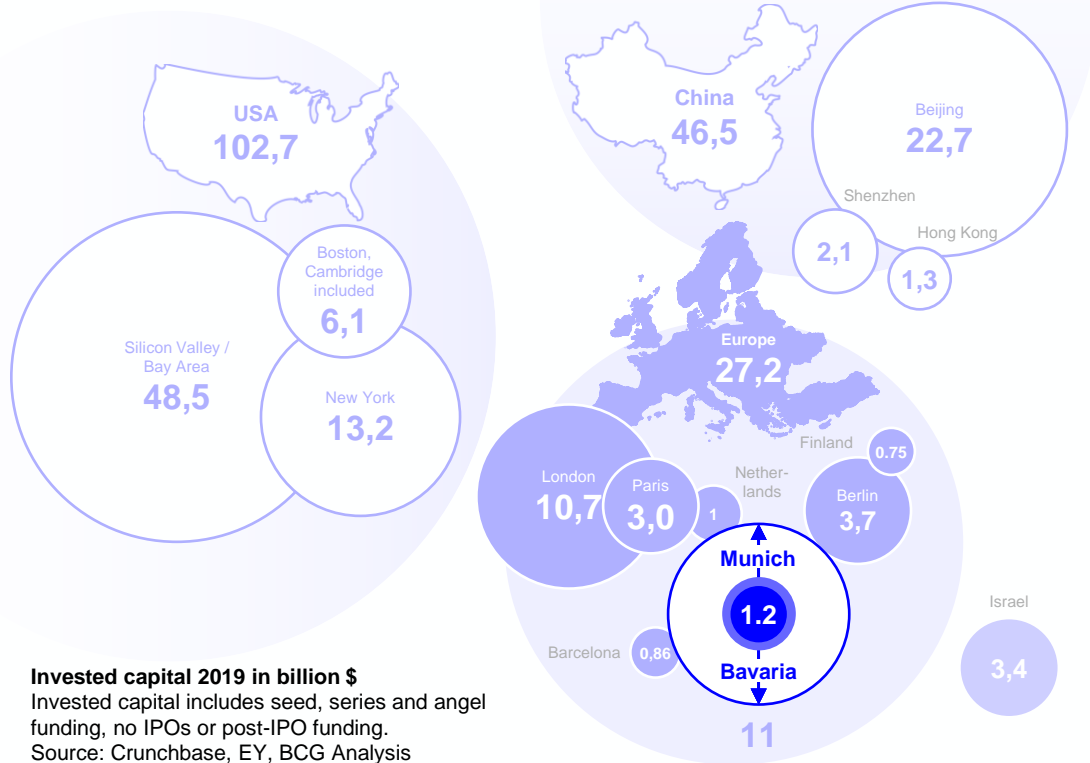 USA
102,7
Silicon Valley /
Bay Area
48,5
Boston,
Cambridge
included
6,1
New York
13,2
China
46,5
Beijing
22,7
Shenzhen
2,1
Hong Kong
1,3
Europe
27,2
London
10,7
Paris
3,0
Nether-
lands
1
Finland
0.75
Berlin
3,7
Munich
1.2
Bavaria
Barcelona
0,86
11
Israel
3,4
Invested capital 2019 in billion $
Invested capital includes seed, series and angel
funding, no IPOs or post-IPO funding.
Source: Crunchbase, EY, BCG Analysis